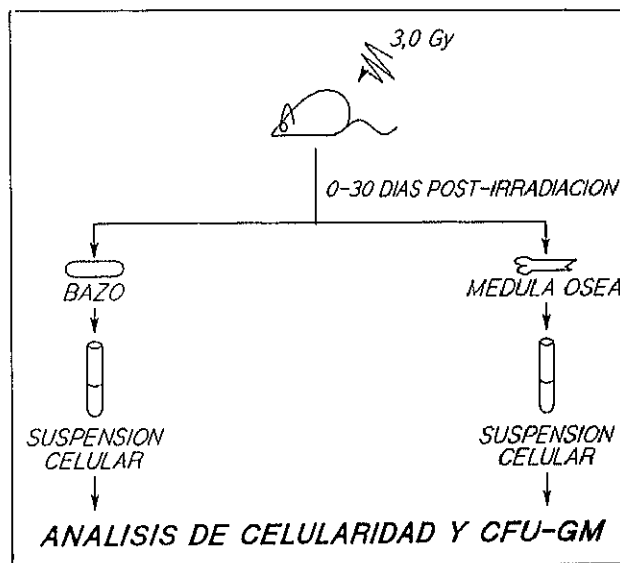 3,0 Gy
0-30 DIAS POST-IRRADIACION
BAZO
MEDULA OSEA
SUSPENSION
CELULAR
SUSPENSION
CELULAR
ANALISIS DE CELULARIDAD Y CFU-GM